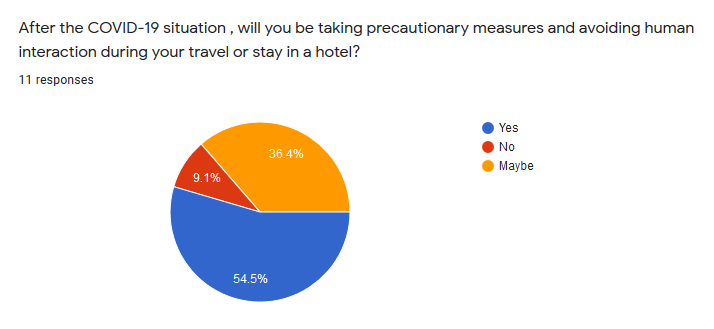 After the COVID-19 situation , will you be taking precautionary measures and avoiding human
interaction during your travel or stay in a hotel?
11 responses
Yes
No
Maybe
36.4%
9.1%
54.5%